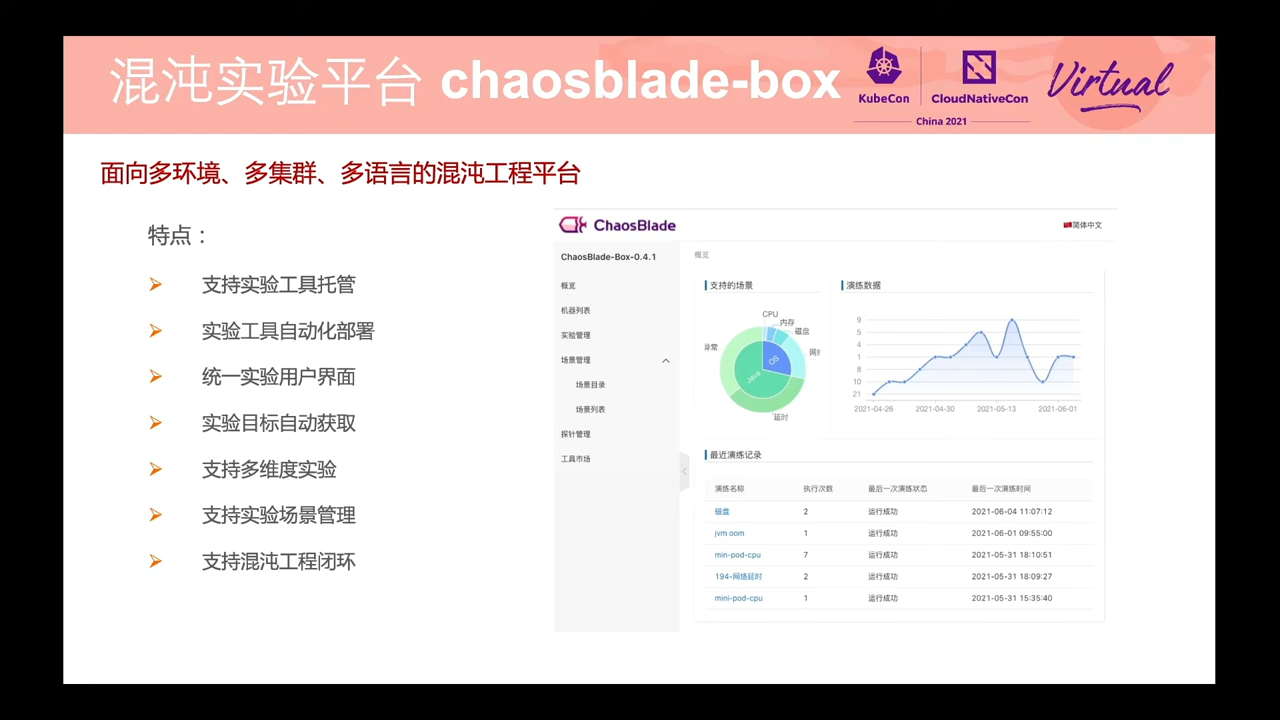 混沌实验平台 chaosblade-box
KubeCon
CloudNativeCon
China 2021
Virtual
面向多环境、多集群、多语言的混沌工程平台
特点：
支持实验工具托管
实验工具自动化部署
统一实验用户界面
实验目标自动获取
支持多维度实验
支持实验场景管理
支持混沌工程闭环
ChaosBlade
简体中文
ChaosBlade-Box-0.4.1
概览
机器列表
实验管理
场景管理
场景目录
场景列表
探针管理
工具市场
概览
支持的场景
CPU
内存
磁盘
OS
Java
延时
演练数据
9
5
4
1
8
10
21
2021-04-26 2021-04-30 2021-05-13 2021-06-01
最近演练记录
演练名称 执行次数 最后一次演练状态 最后一次演练时间
磁盘 2 运行成功 2021-06-04 11:07:12
jvm oom 1 运行成功 2021-06-01 09:55:00
min-pod-cpu 7 运行成功 2021-05-31 18:10:51
194-网络延时 2 运行成功 2021-05-31 18:09:27
mini-pod-cpu 1 运行成功 2021-05-31 15:35:40